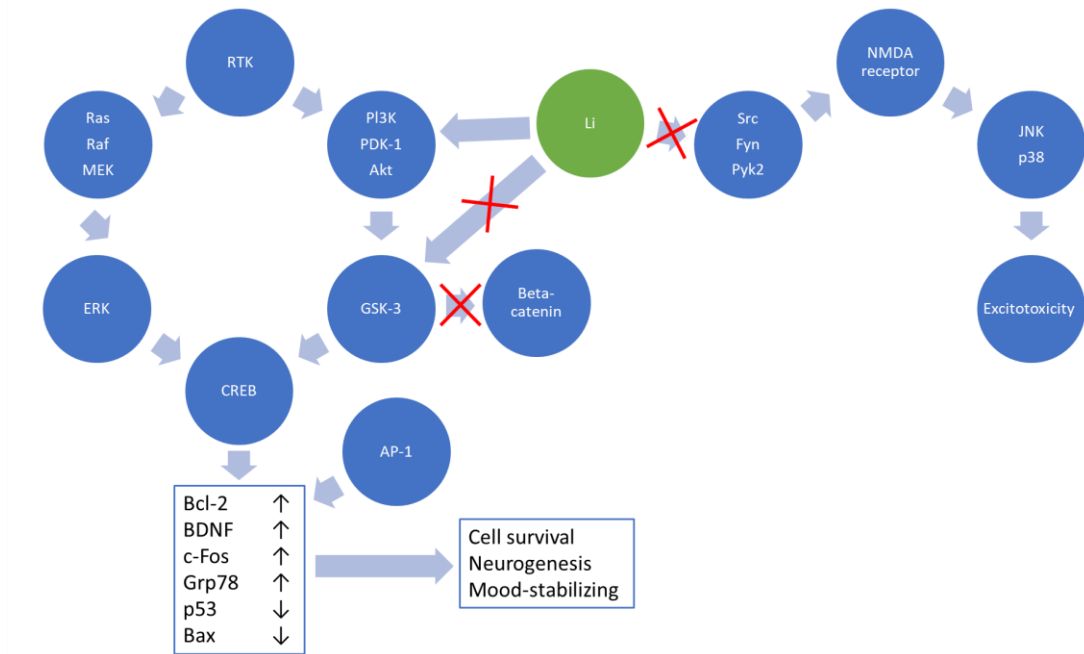 RTK
NMDA
receptor
Ras
Raf
MEK
Pl3K
PDK-1
Akt
Li
Src
Fyn
Pyk2
JNK
p38
ERK
GSK-3
Beta-
catenin
Excitotoxicity
CREB
AP-1
Bcl-2 ↑
BDNF ↑
c-Fos ↑
Grp78 ↑
p53 ↓
Bax ↓
Cell survival
Neurogenesis
Mood-stabilizing